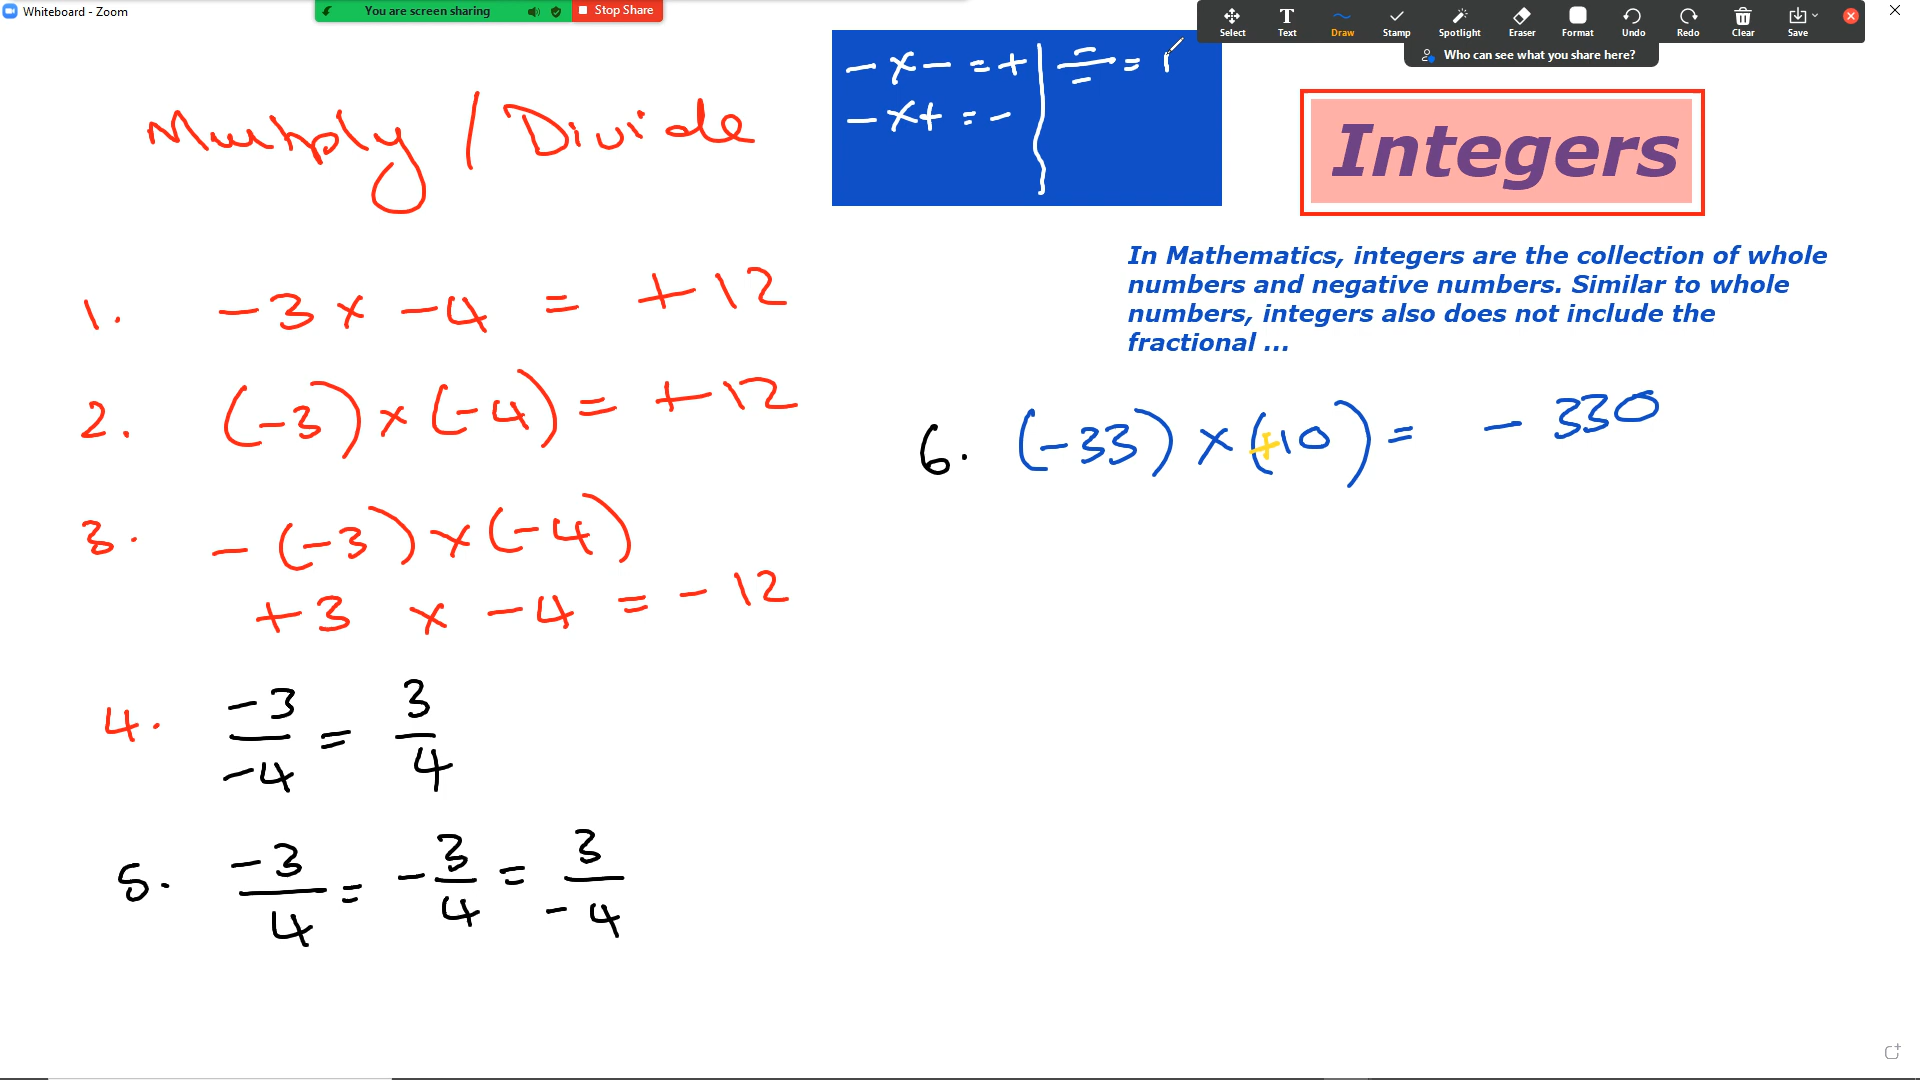 Whiteboard - Zoom
You are screen sharing
Stop Share
Select Text Draw Stamp Spotlight Eraser Format Undo Redo Clear Save
Who can see what you share here?
Multiply / Divide
- x - = +
- x + = -
Integers
In Mathematics, integers are the collection of whole
numbers and negative numbers. Similar to whole
numbers, integers also does not include the
fractional ...
1. -3 x -4 = +12
2. (-3) x (-4) = +12
3. -(-3) x (-4)
+3 x -4 = -12
4. -3/-4 = 3/4
5. -3/4 = -3/4 = 3/-4
6. (-33) x (+10) = - 330